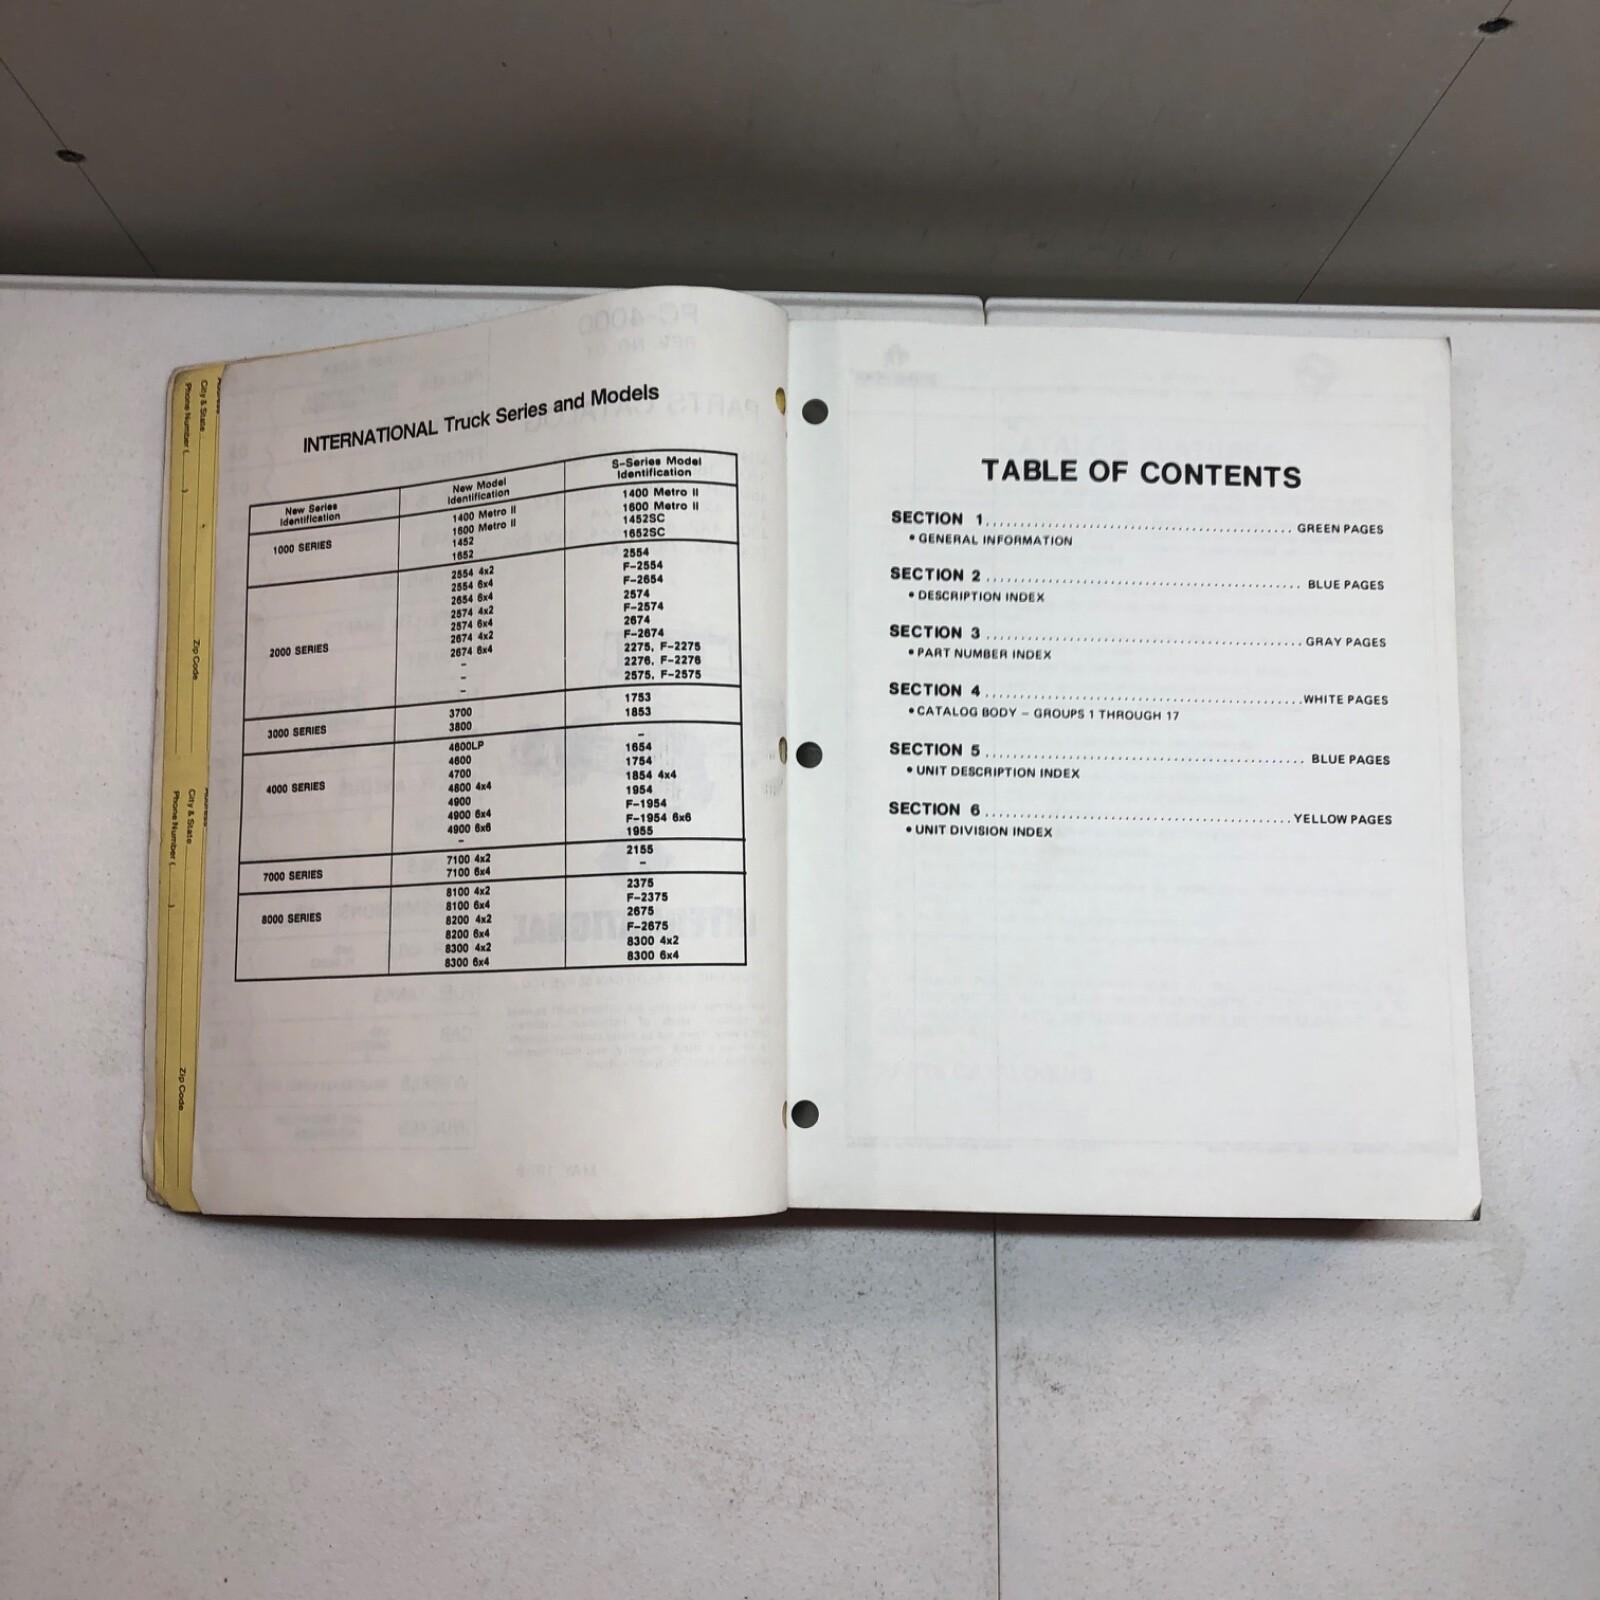 INTERNATIONAL Truck Series and Models
New Series Identification
New Model Identification
S-Series Model Identification
1000 SERIES
1400 Metro II
1600 Metro II
1452
1652
1400 Metro II
1600 Metro II
1452SC
1652SC
2000 SERIES
2554 4x2
2554 6x4
2654 6x4
2574 4x2
2574 6x4
2674 4x2
2674 6x4
-
-
-
2554
F-2554
F-2654
2574
F-2574
2674
F-2674
2275, F-2275
2276, F-2276
2575, F-2575
3000 SERIES
3700
3800
1753
1853
4000 SERIES
4600LP
4600
4700
4800 4x4
4900
4900 6x4
4900 6x6
-
-
1654
1754
1854 4x4
1954
F-1954
F-1954 6x6
1955
7000 SERIES
7100 4x2
7100 6x4
2155
-
8000 SERIES
8100 4x2
8100 6x4
8200 4x2
8200 6x4
8300 4x2
8300 6x4
2375
F-2375
2675
F-2675
8300 4x2
8300 6x4
Address
City & State
Phone Number ( )
Zip Code
Address
City & State
Phone Number ( )
Zip Code
TABLE OF CONTENTS
SECTION 1 ........ GREEN PAGES
• GENERAL INFORMATION
SECTION 2 ........ BLUE PAGES
• DESCRIPTION INDEX
SECTION 3 ........ GRAY PAGES
• PART NUMBER INDEX
SECTION 4 ........ WHITE PAGES
• CATALOG BODY – GROUPS 1 THROUGH 17
SECTION 5 ........ BLUE PAGES
• UNIT DESCRIPTION INDEX
SECTION 6 ........ YELLOW PAGES
• UNIT DIVISION INDEX